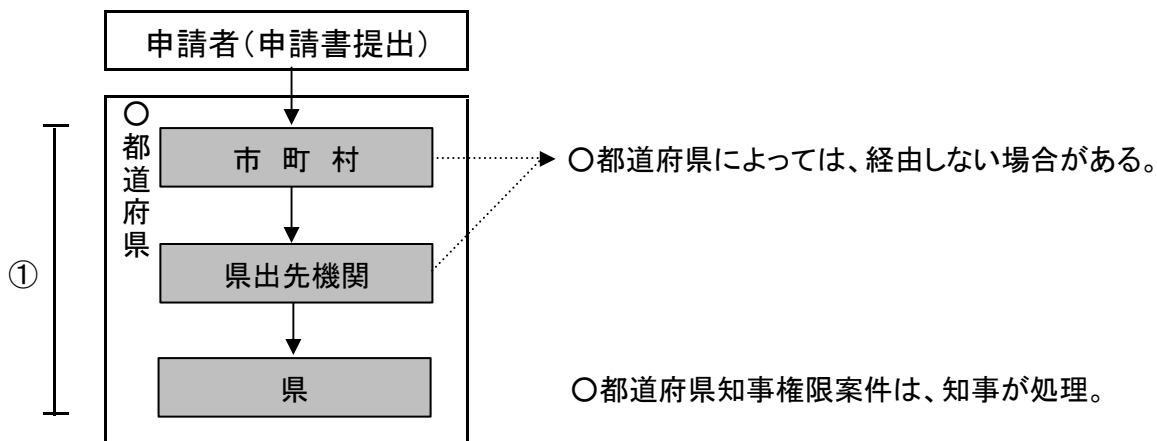 申請者（申請書提出）
〇都道府県
市 町 村
〇都道府県によっては、経由しない場合がある。
①
県出先機関
県
〇都道府県知事権限案件は、知事が処理。